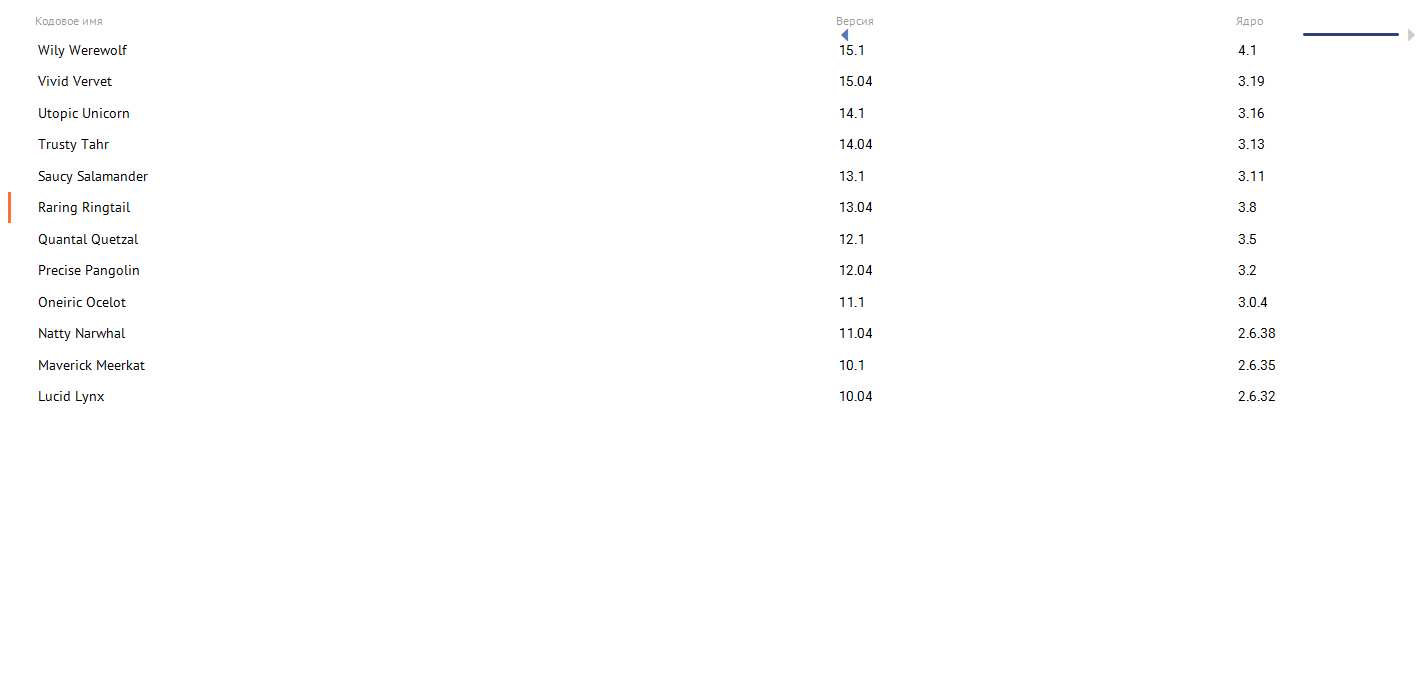 Кодовое имя Версия Ядро
Wily Werewolf 15.1 4.1
Vivid Vervet 15.04 3.19
Utopic Unicorn 14.1 3.16
Trusty Tahr 14.04 3.13
Saucy Salamander 13.1 3.11
Raring Ringtail 13.04 3.8
Quantal Quetzal 12.1 3.5
Precise Pangolin 12.04 3.2
Oneiric Ocelot 11.1 3.0.4
Natty Narwhal 11.04 2.6.38
Maverick Meerkat 10.1 2.6.35
Lucid Lynx 10.04 2.6.32